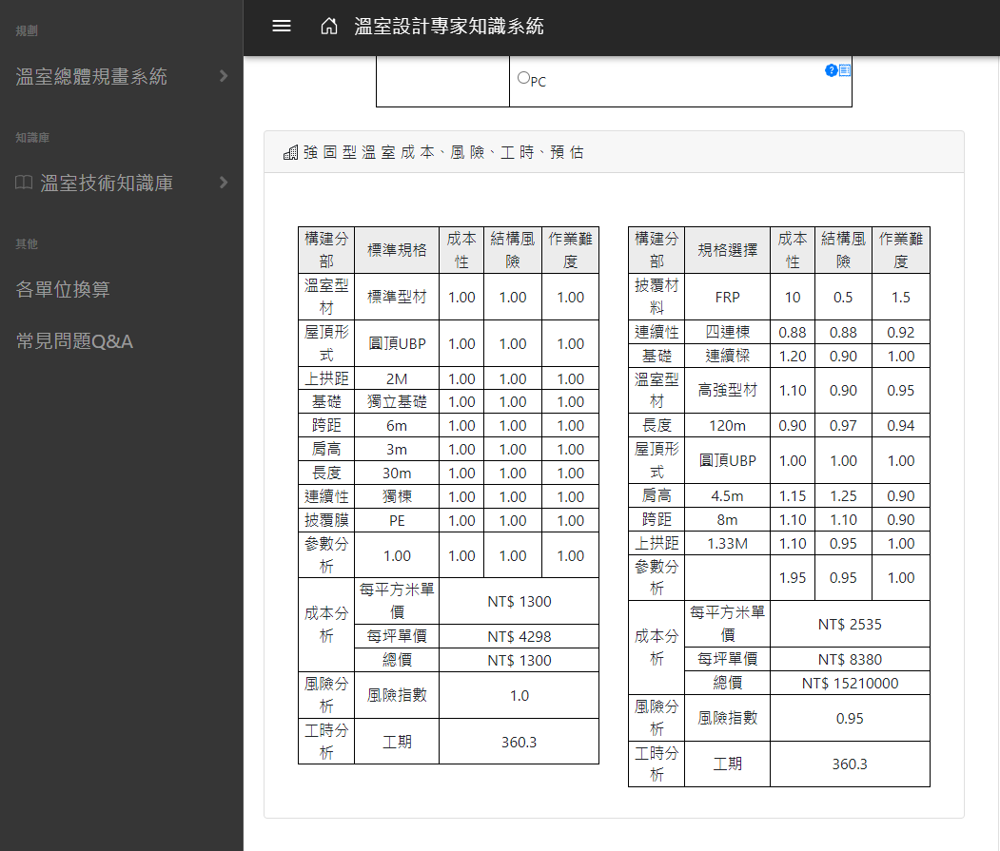 規劃
溫室總體規畫系統
知識庫
溫室技術知識庫
其他
各單位換算
常見問題Q&A
溫室設計專家知識系統
PC
?
強固型溫室成本、風險、工時、預估
構建分部 標準規格 成本性 結構風險 作業難度
溫室型材 標準型材 1.00 1.00 1.00
屋頂形式 圓頂UBP 1.00 1.00 1.00
上拱距 2M 1.00 1.00 1.00
基礎 獨立基礎 1.00 1.00 1.00
跨距 6m 1.00 1.00 1.00
肩高 3m 1.00 1.00 1.00
長度 30m 1.00 1.00 1.00
連續性 獨棟 1.00 1.00 1.00
披覆膜 PE 1.00 1.00 1.00
參數分析 1.00 1.00 1.00 1.00
成本分析 每平方米單價 NT$ 1300
每坪單價 NT$ 4298
總價 NT$ 1300
風險分析 風險指數 1.0
工時分析 工期 360.3
構建分部 規格選擇 成本性 結構風險 作業難度
披覆材料 FRP 10 0.5 1.5
連續性 四連棟 0.88 0.88 0.92
基礎 連續樑 1.20 0.90 1.00
溫室型材 高強型材 1.10 0.90 0.95
長度 120m 0.90 0.97 0.94
屋頂形式 圓頂UBP 1.00 1.00 1.00
肩高 4.5m 1.15 1.25 0.90
跨距 8m 1.10 1.10 0.90
上拱距 1.33M 1.10 0.95 1.00
參數分析 1.95 0.95 1.00
成本分析 每平方米單價 NT$ 2535
每坪單價 NT$ 8380
總價 NT$ 15210000
風險分析 風險指數 0.95
工時分析 工期 360.3